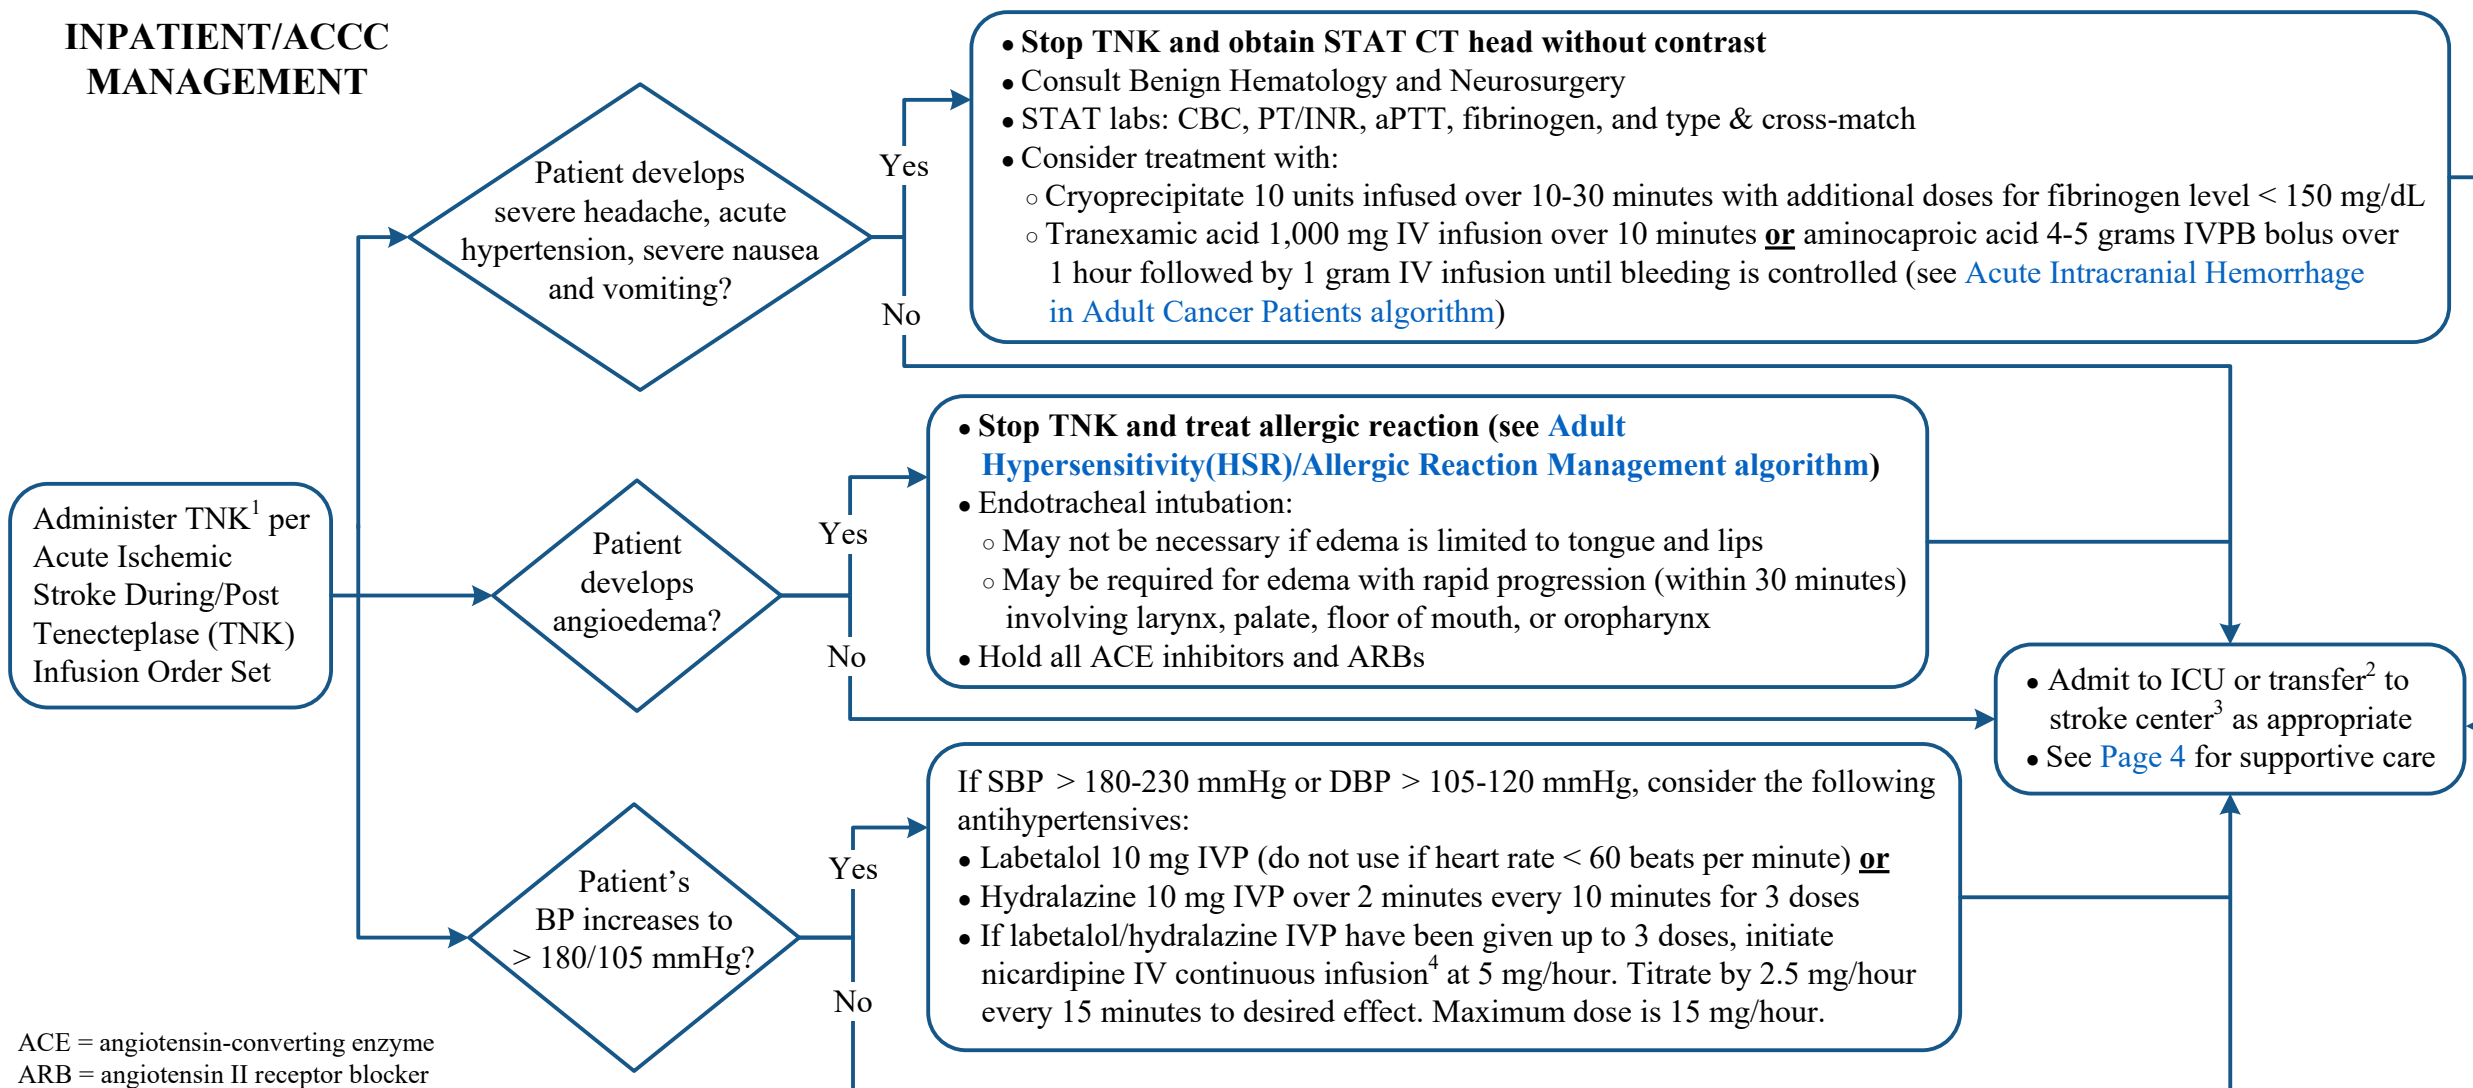 INPATIENT/ACCC
MANAGEMENT
Patient develops
severe headache, acute
hypertension, severe nausea
and vomiting?
Yes
No
• Stop TNK and obtain STAT CT head without contrast
• Consult Benign Hematology and Neurosurgery
• STAT labs: CBC, PT/INR, aPTT, fibrinogen, and type & cross-match
• Consider treatment with:
○ Cryoprecipitate 10 units infused over 10-30 minutes with additional doses for fibrinogen level < 150 mg/dL
○ Tranexamic acid 1,000 mg IV infusion over 10 minutes or aminocaproic acid 4-5 grams IVPB bolus over
1 hour followed by 1 gram IV infusion until bleeding is controlled (see Acute Intracranial Hemorrhage
in Adult Cancer Patients algorithm)
Administer TNK1 per
Acute Ischemic
Stroke During/Post
Tenecteplase (TNK)
Infusion Order Set
Patient
develops
angioedema?
Yes
No
• Stop TNK and treat allergic reaction (see Adult
Hypersensitivity(HSR)/Allergic Reaction Management algorithm)
• Endotracheal intubation:
○ May not be necessary if edema is limited to tongue and lips
○ May be required for edema with rapid progression (within 30 minutes)
involving larynx, palate, floor of mouth, or oropharynx
• Hold all ACE inhibitors and ARBs
• Admit to ICU or transfer2 to
stroke center3 as appropriate
• See Page 4 for supportive care
Patient's
BP increases to
> 180/105 mmHg?
Yes
No
If SBP > 180-230 mmHg or DBP > 105-120 mmHg, consider the following
antihypertensives:
• Labetalol 10 mg IVP (do not use if heart rate < 60 beats per minute) or
• Hydralazine 10 mg IVP over 2 minutes every 10 minutes for 3 doses
• If labetalol/hydralazine IVP have been given up to 3 doses, initiate
nicardipine IV continuous infusion4 at 5 mg/hour. Titrate by 2.5 mg/hour
every 15 minutes to desired effect. Maximum dose is 15 mg/hour.
ACE = angiotensin-converting enzyme
ARB = angiotensin II receptor blocker